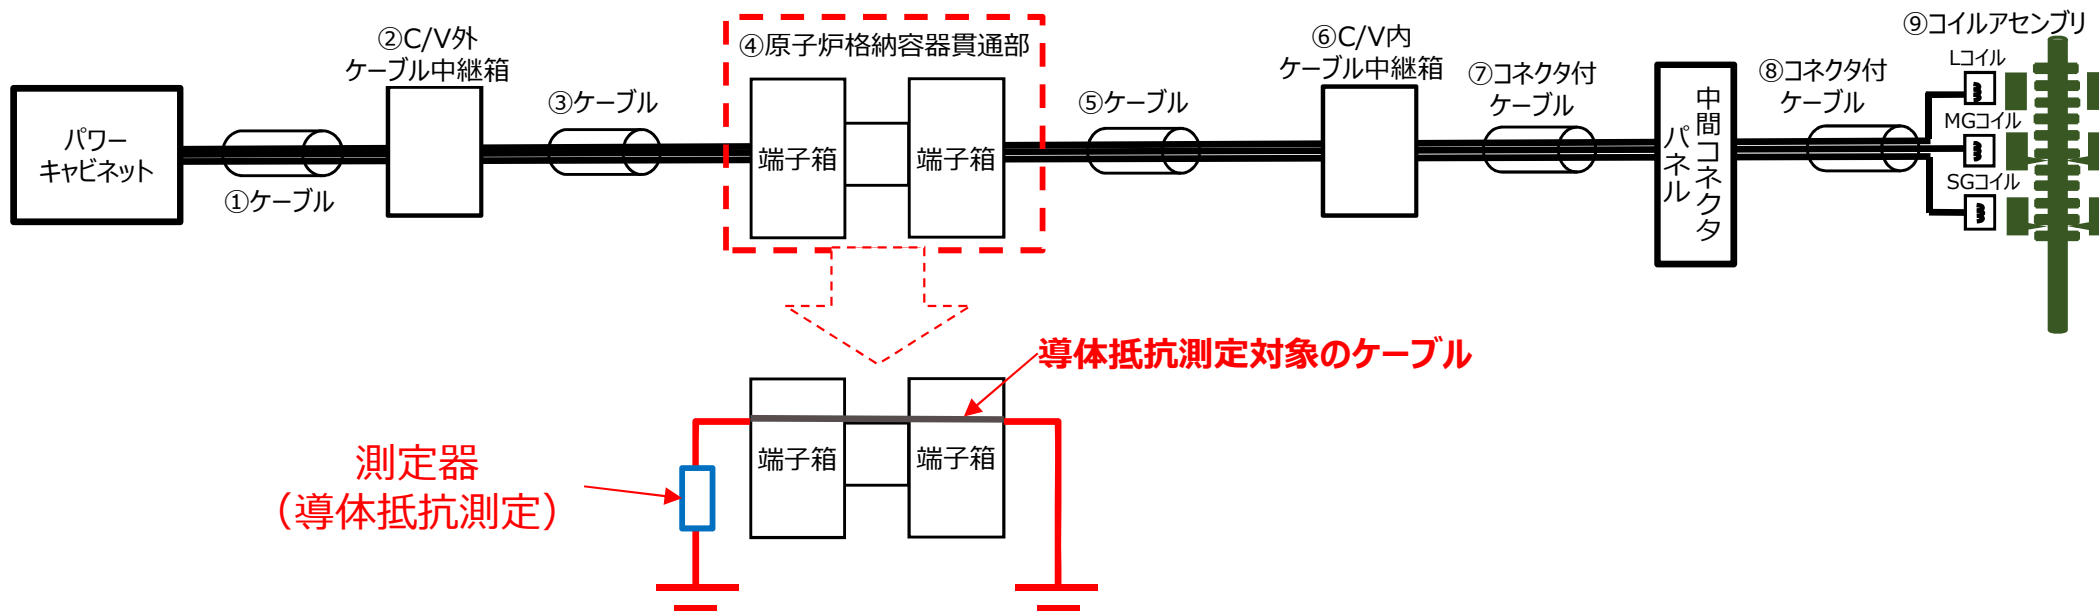 パワー
キャビネット
①ケーブル
②C/V外
ケーブル中継箱
③ケーブル
④原子炉格納容器貫通部
端子箱
端子箱
⑤ケーブル
⑥C/V内
ケーブル中継箱
⑦コネクタ付
ケーブル
中間コネクタ
パネル
⑧コネクタ付
ケーブル
⑨コイルアセンブリ
Lコイル
MGコイル
SGコイル
導体抵抗測定対象のケーブル
端子箱
端子箱
測定器
（導体抵抗測定）